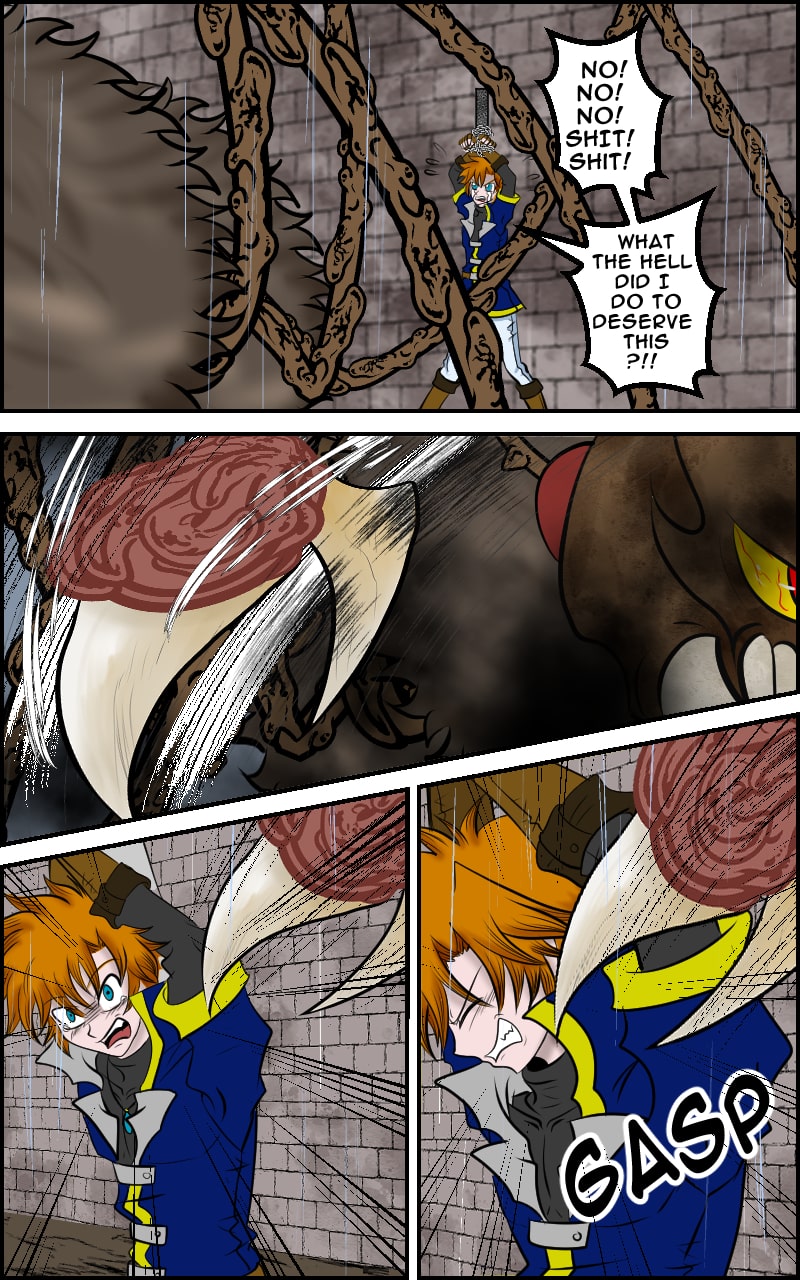 NO!
NO!
NO!
SHIT!
SHIT!
WHAT
THE HELL
DID I
DO TO
DESERVE
THIS
?!!
GASP